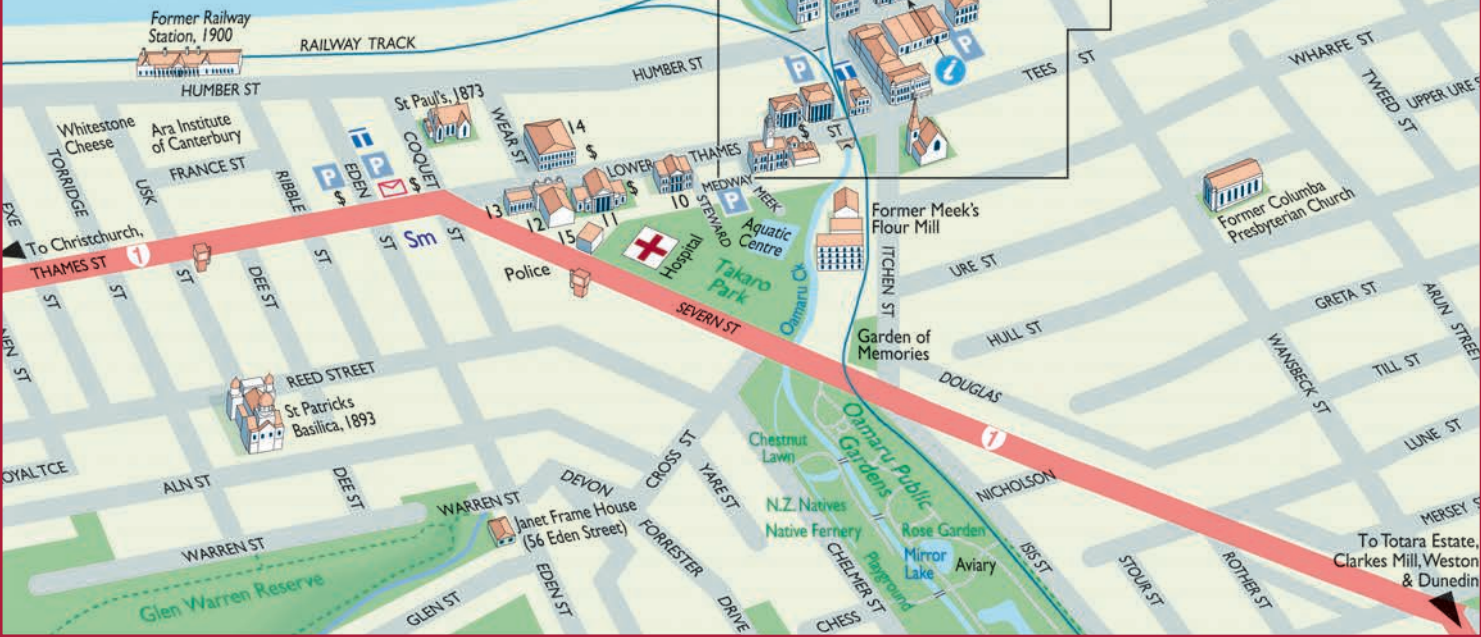 Former Railway
Station, 1900
RAILWAY TRACK
HUMBER ST
HUMBER ST
TEES ST
WHARFE ST
TWEED ST
UPPER URE S
P
P
i
St Paul's, 1873
Whitestone
Cheese
Ara Institute
of Canterbury
FRANCE ST
TORRIDGE ST
USK ST
RIBBLE ST
EDEN ST
COQUET ST
WEAR ST
EXE
P
P
$
$
14
$
LOWER THAMES ST
$
$
MEDWAY
MEEK
STEWARD
P
10
11
12
13
15
Sm
To Christchurch,
THAMES ST
1
Police
Hospital
Aquatic
Centre
Takaro
Park
Oamaru Ck
Former Meek's
Flour Mill
ITCHEN ST
Former Columba
Presbyterian Church
URE ST
SEVERN ST
HULL ST
GRETA ST
ARUN STREET
WANSBECK ST
TILL ST
Garden of
Memories
DOUGLAS
DEE ST
NEN ST
REED STREET
St Patricks
Basilica, 1893
OYAL TCE
ALN ST
DEE ST
Chestnut
Lawn
Oamaru Public
Gardens
1
LUNE ST
NICHOLSON
CROSS ST
YARE ST
DEVON
WARREN ST
Janet Frame House
(56 Eden Street)
N.Z. Natives
Native Fernery
Rose Garden
Mirror
Lake
Aviary
Playground
ISIS ST
MERSEY S
To Totara Estate,
Clarkes Mill, Weston
& Dunedin
WARREN ST
Glen Warren Reserve
GLEN ST
EDEN ST
FORRESTER
DRIVE
CHELMER ST
CHESS
STOUR ST
ROTHER ST